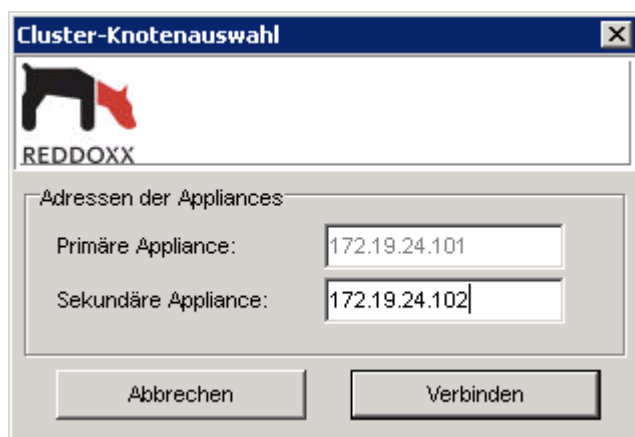 Cluster-Knotenauswahl
REDDOXX
Adressen der Appliances
Primäre Appliance: 172.19.24.101
Sekundäre Appliance: 172.19.24.102
Abbrechen Verbinden